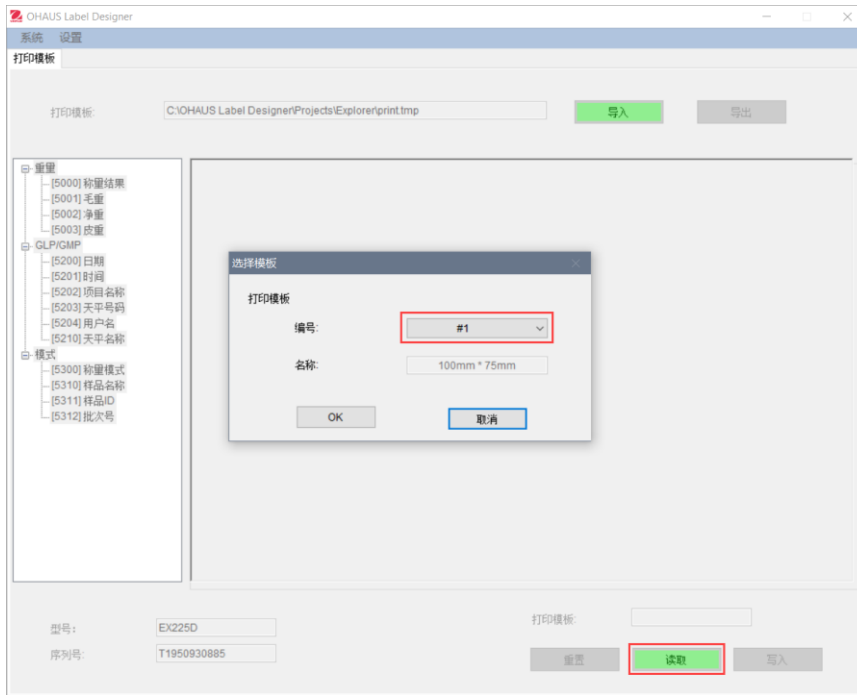 OHAUS Label Designer
系统 设置
打印模板
打印模板: C:\OHAUS Label Designer\Projects\Explorer\print.tmp 导入 导出
重量
[5000] 称量结果
[5001] 毛重
[5002] 净重
[5003] 皮重
GLP/GMP
[5200] 日期
[5201] 时间
[5202] 项目名称
[5203] 天平号码
[5204] 用户名
[5210] 天平名称
模式
[5300] 称量模式
[5310] 样品名称
[5311] 样品ID
[5312] 批次号
选择模板
打印模板
编号: #1
名称: 100mm * 75mm
OK 取消
型号: EX225D
序列号: T1950930885
打印模板:
重置 读取 写入